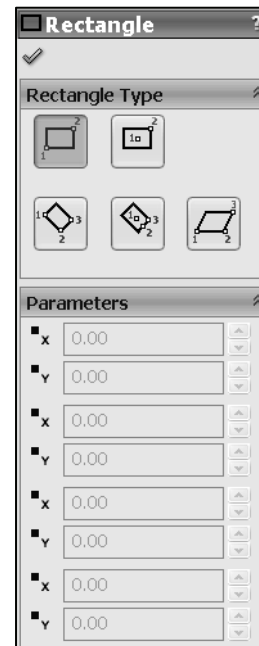 Rectangle ?
Rectangle Type
1 2 1 2
1 2 3 1 2 3 1 2 3
Parameters
X 0.00
Y 0.00
X 0.00
Y 0.00
X 0.00
Y 0.00
X 0.00
Y 0.00